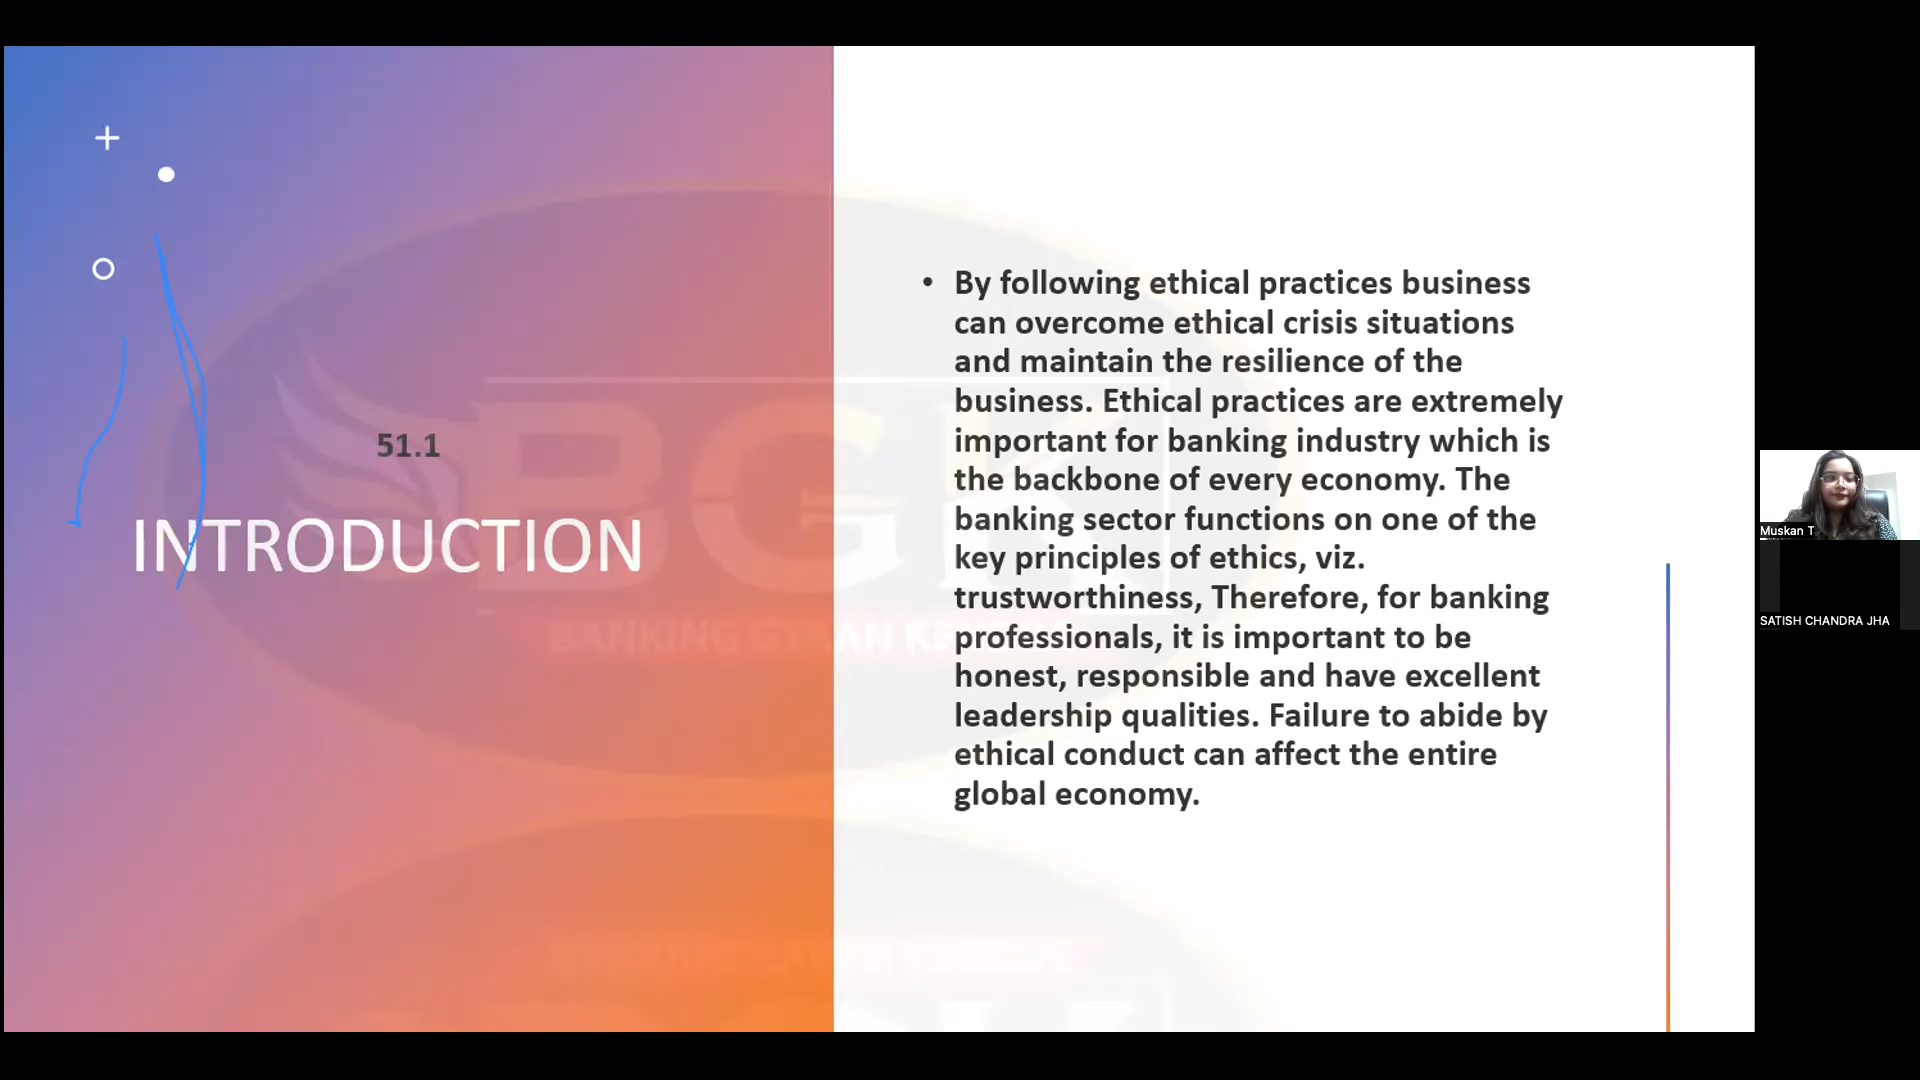 51.1
INTRODUCTION
• By following ethical practices business
can overcome ethical crisis situations
and maintain the resilience of the
business. Ethical practices are extremely
important for banking industry which is
the backbone of every economy. The
banking sector functions on one of the
key principles of ethics, viz.
trustworthiness, Therefore, for banking
professionals, it is important to be
honest, responsible and have excellent
leadership qualities. Failure to abide by
ethical conduct can affect the entire
global economy.
BGK
BANKING GYAN
Muskan T
SATISH CHANDRA JHA